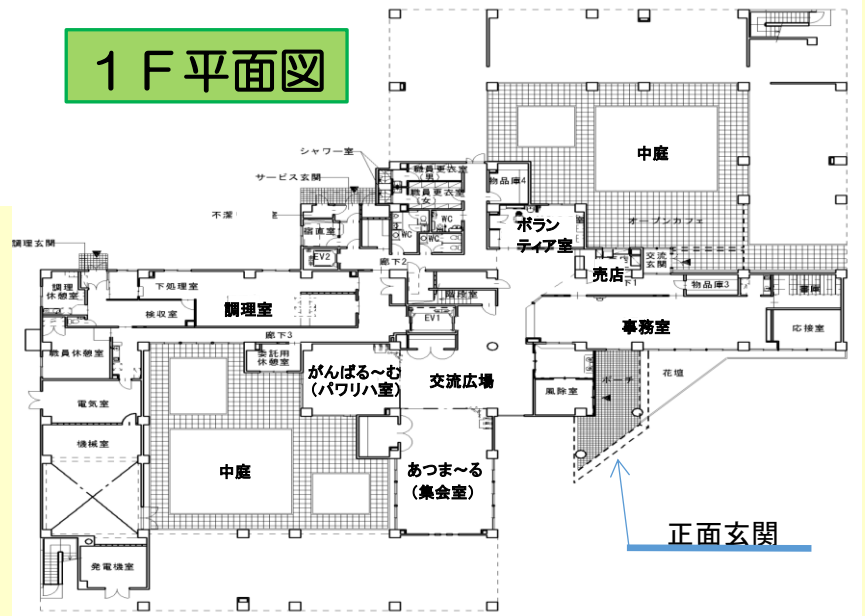 1F平面図
シャワー室
職員更衣室
(男)
物品庫4
中庭
サービス玄関
職員更衣室
(女)
不潔
宿直室
WC
WC
WC
ボラン
ティア室
オープンカフェ
調理玄関
EV2
廊下2
売店
交流
玄関
調理
休憩室
下処理室
階段室
物品庫3
検収室
調理室
EV1
事務室
応接室
廊下3
職員休憩室
委託用
休憩室
がんばる～む
(パワリハ室)
交流広場
風除室
ポーチ
花壇
電気室
機械室
中庭
あつま～る
(集会室)
正面玄関
発電機室